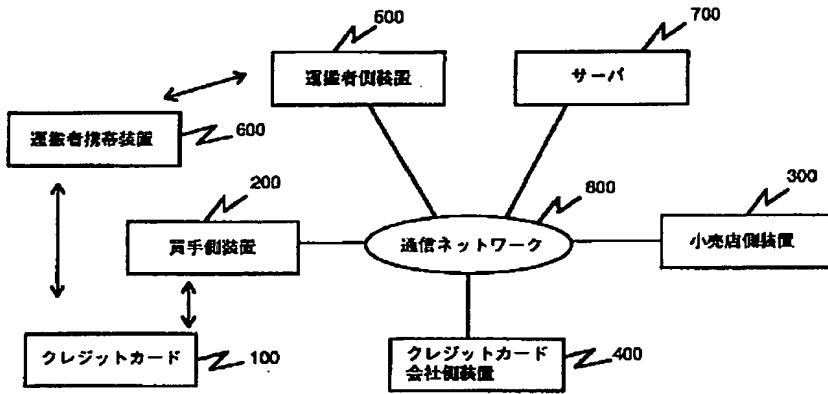 500
700
運搬者側装置
サーバ
運搬者携帯装置
600
200
800
300
買手側装置
通信ネットワーク
小売店側装置
クレジットカード
100
クレジットカード
会社側装置
400